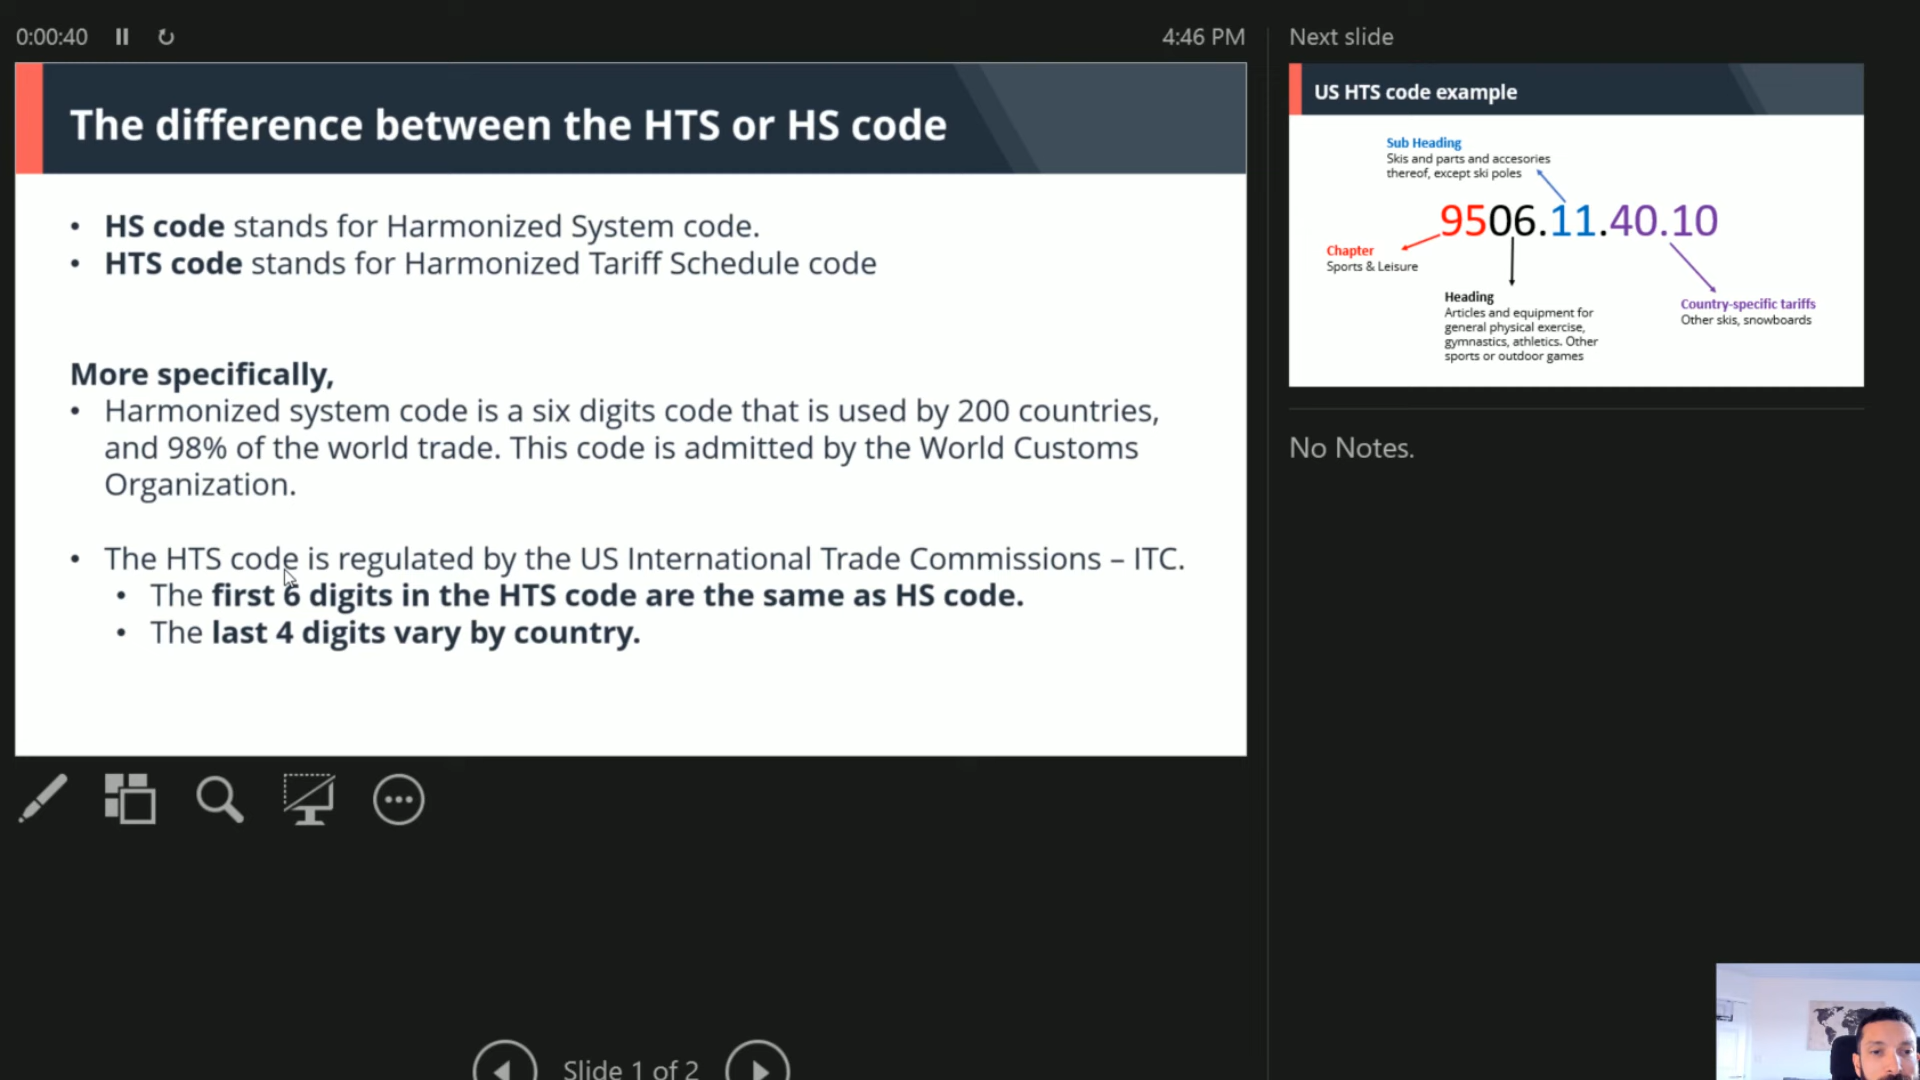 0:00:40
4:46 PM
The difference between the HTS or HS code
• HS code stands for Harmonized System code.
• HTS code stands for Harmonized Tariff Schedule code
More specifically,
• Harmonized system code is a six digits code that is used by 200 countries,
and 98% of the world trade. This code is admitted by the World Customs
Organization.
• The HTS code is regulated by the US International Trade Commissions – ITC.
• The first 6 digits in the HTS code are the same as HS code.
• The last 4 digits vary by country.
Slide 1 of 2
Next slide
US HTS code example
Sub Heading
Skis and parts and accesories
thereof, except ski poles
9506.11.40.10
Chapter
Sports & Leisure
Heading
Articles and equipment for
general physical exercise,
gymnastics, athletics. Other
sports or outdoor games
Country-specific tariffs
Other skis, snowboards
No Notes.